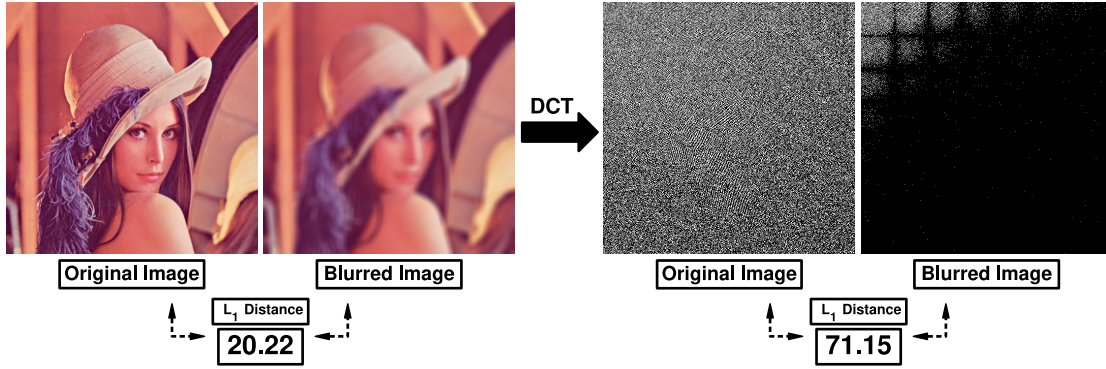 DCT
Original Image
Blurred Image
L1 Distance
20.22
Original Image
Blurred Image
L1 Distance
71.15